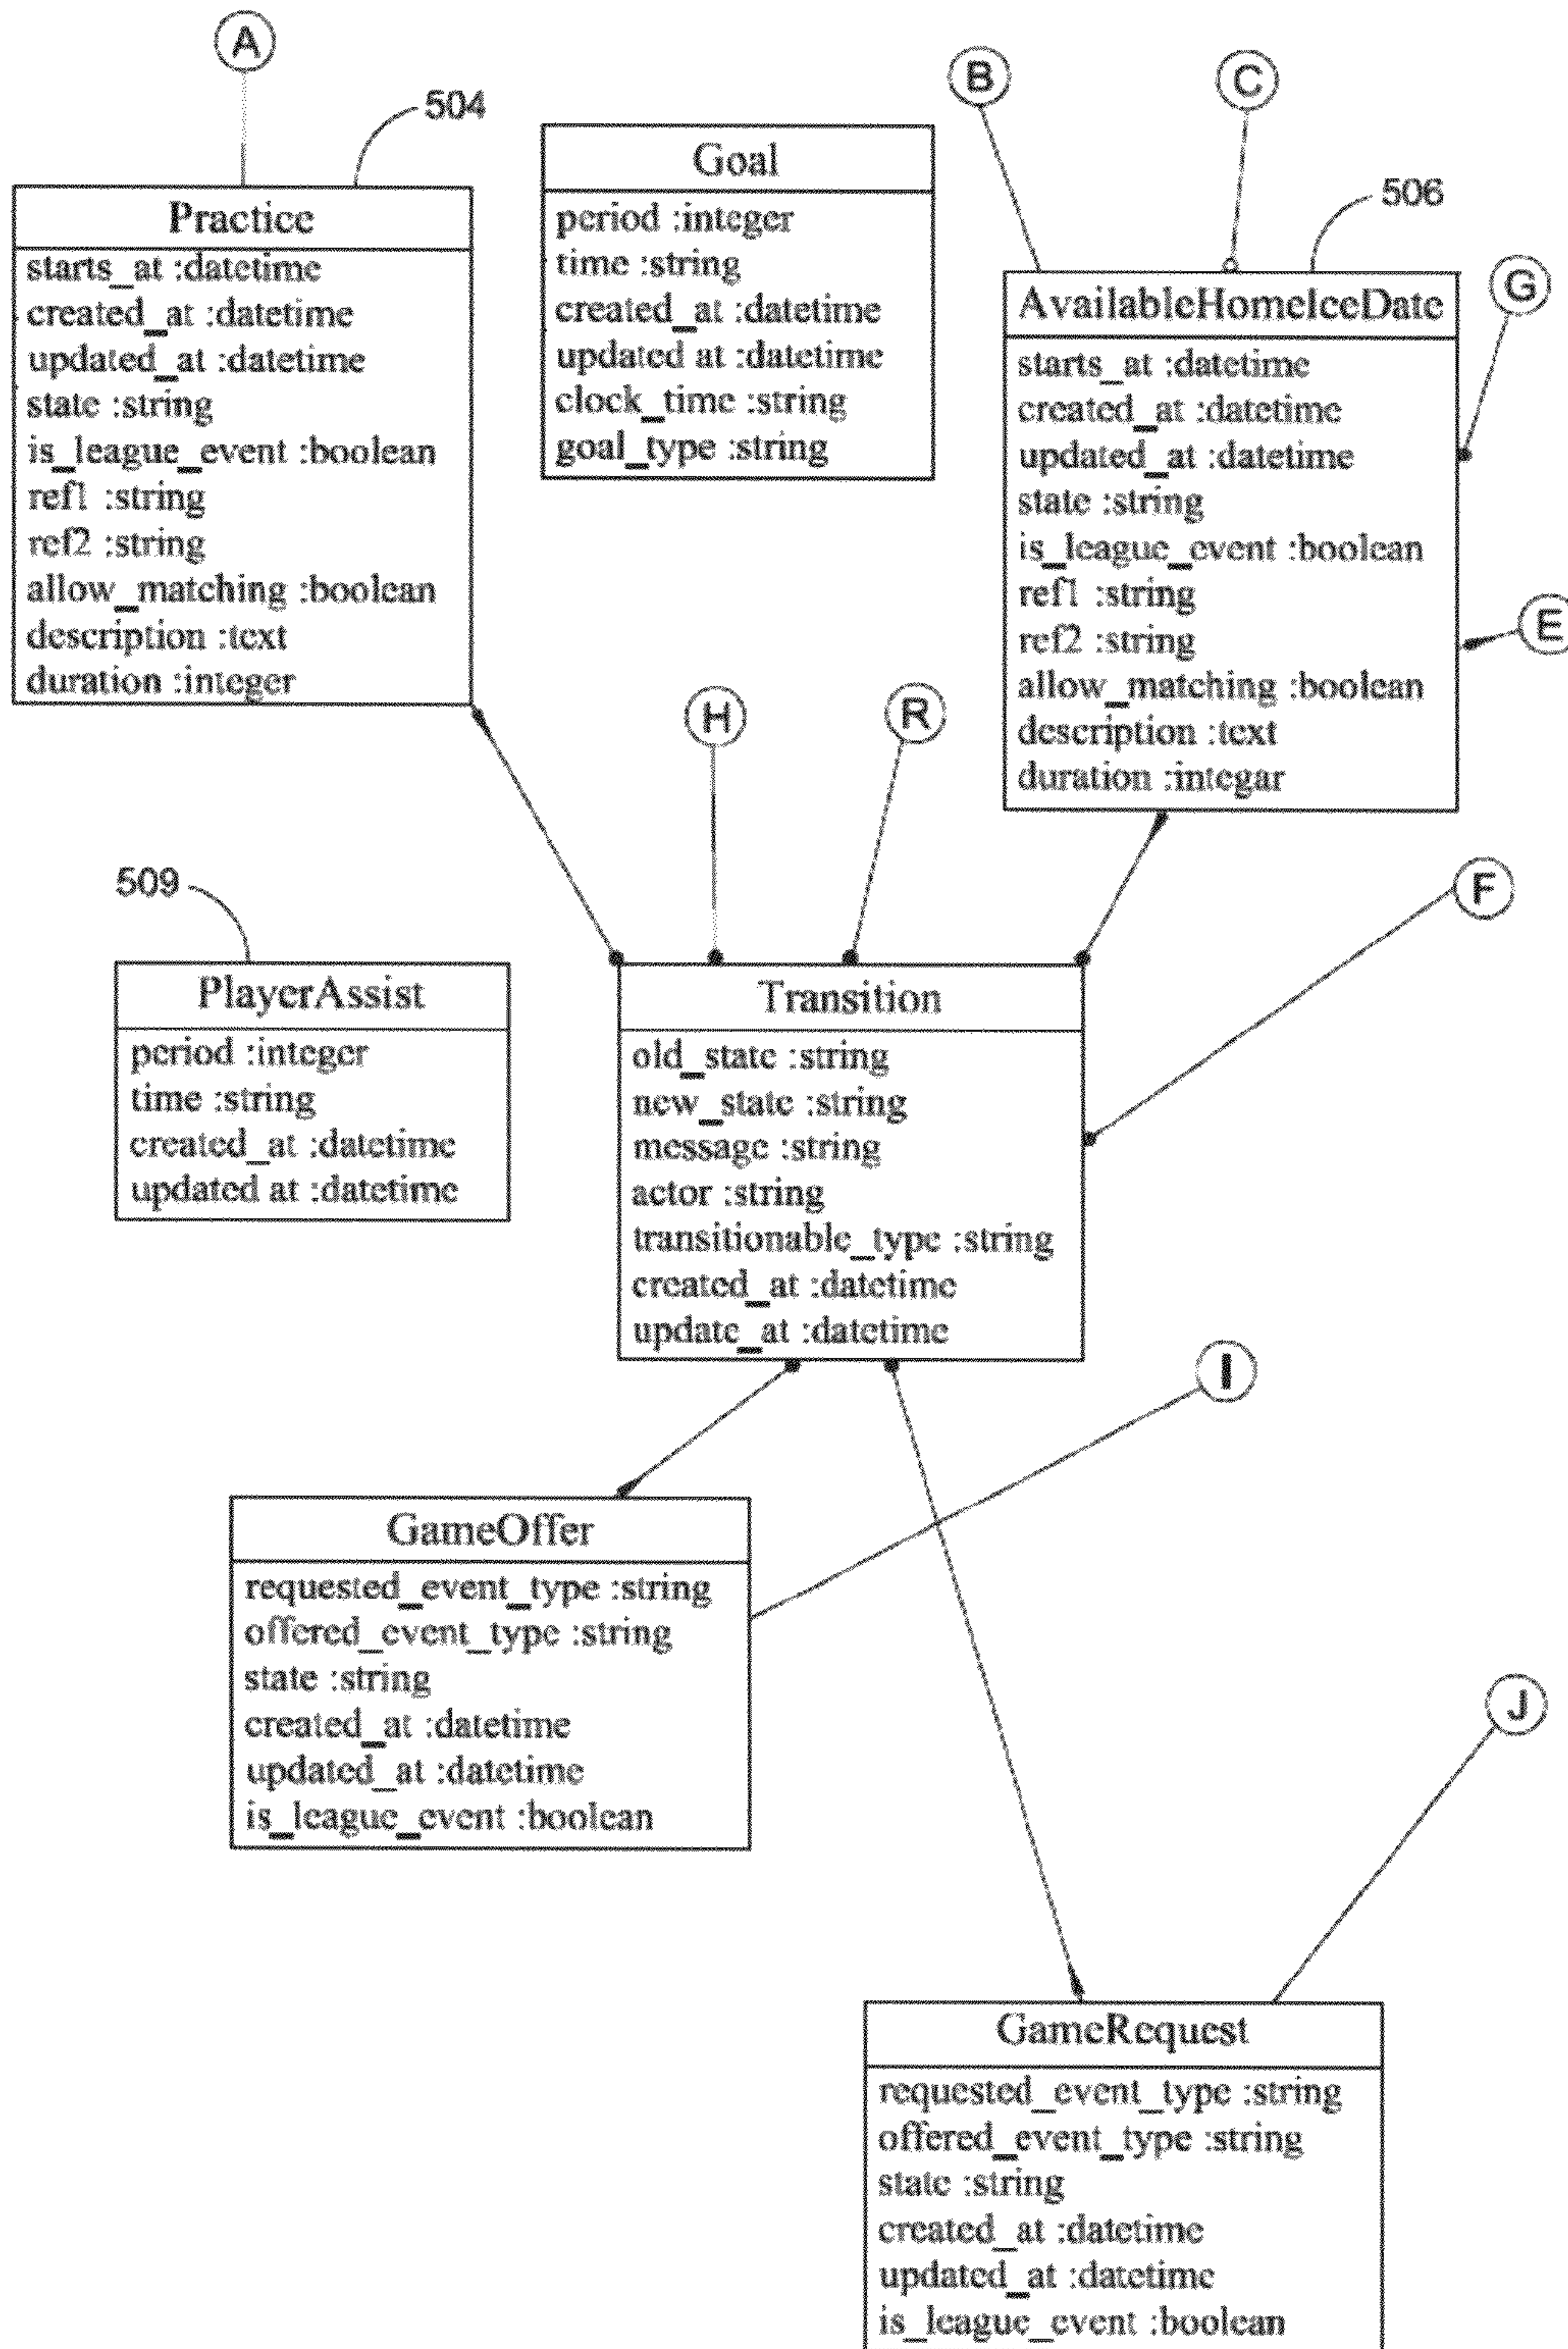 A
504
B
C
506
G
E
Practice
starts_at :datetime
created_at :datetime
updated_at :datetime
state :string
is_league_event :boolean
ref1 :string
ref2 :string
allow_matching :boolean
description :text
duration :integer
Goal
period :integer
time :string
created_at :datetime
updated at :datetime
clock_time :string
goal_type :string
AvailableHomeIceDate
starts_at :datetime
created_at :datetime
updated_at :datetime
state :string
is_league_event :boolean
ref1 :string
ref2 :string
allow_matching :boolean
description :text
duration :integar
H
R
F
509
PlayerAssist
period :integer
time :string
created_at :datetime
updated at :datetime
Transition
old_state :string
new_state :string
message :string
actor :string
transitionable_type :string
created_at :datetime
update_at :datetime
I
GameOffer
requested_event_type :string
offered_event_type :string
state :string
created_at :datetime
updated_at :datetime
is_league_event :boolean
J
GameRequest
requested_event_type :string
offered_event_type :string
state :string
created_at :datetime
updated_at :datetime
is_league_event :boolean